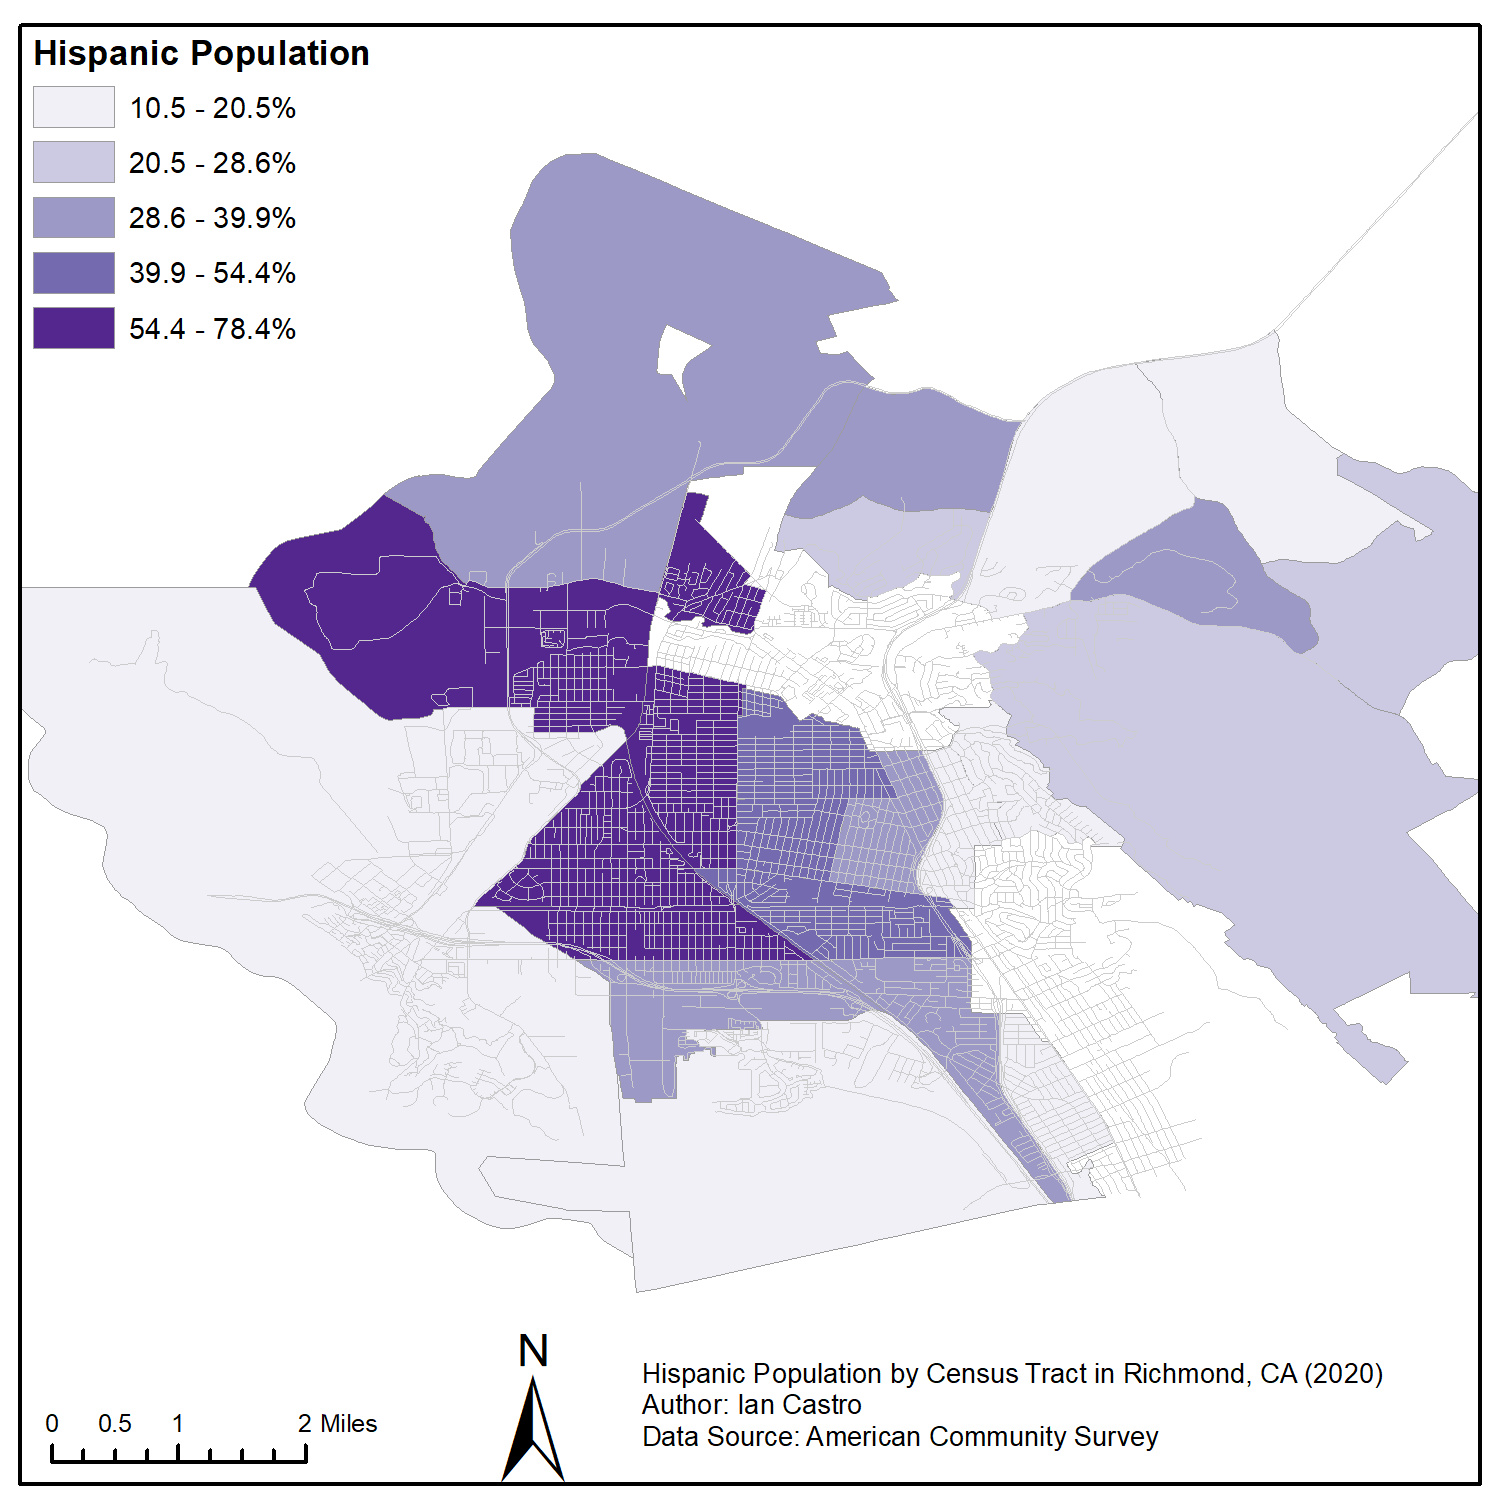 Hispanic Population
10.5 - 20.5%
20.5 - 28.6%
28.6 - 39.9%
39.9 - 54.4%
54.4 - 78.4%
N
0 0.5 1 2 Miles
Hispanic Population by Census Tract in Richmond, CA (2020)
Author: Ian Castro
Data Source: American Community Survey